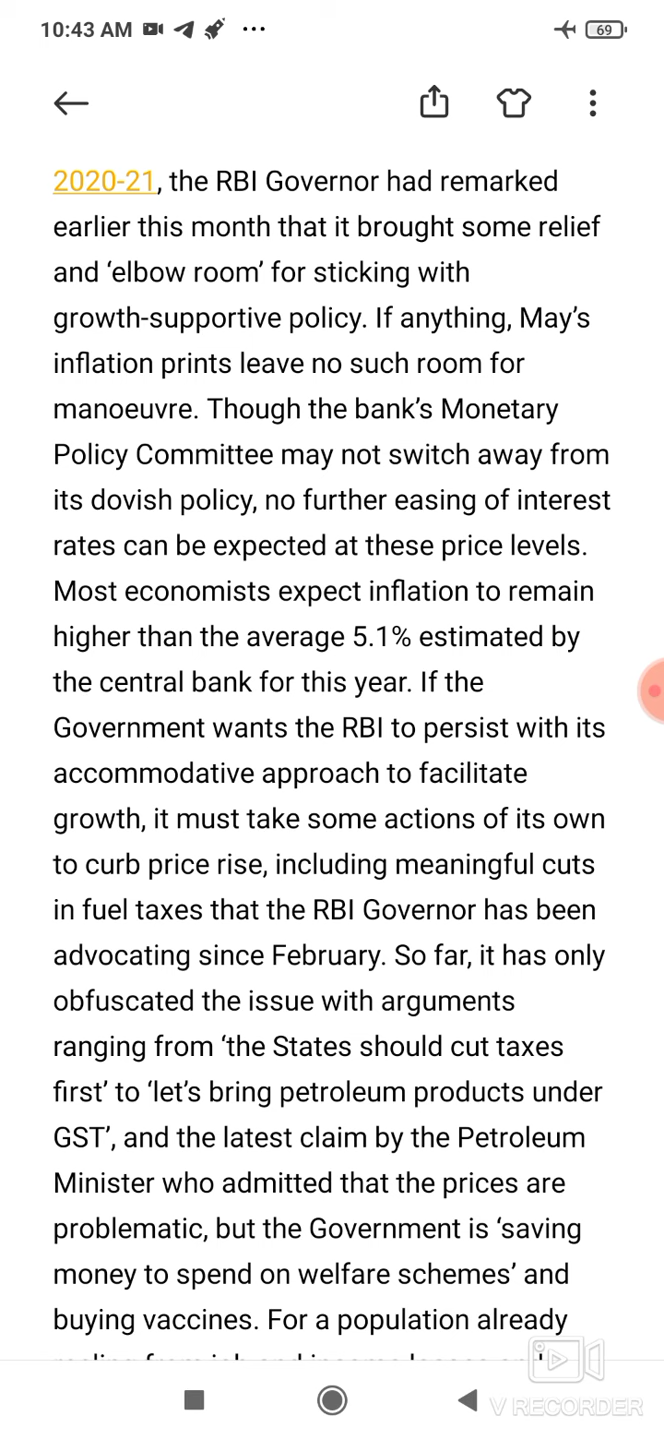 10:43 AM
69
2020-21, the RBI Governor had remarked
earlier this month that it brought some relief
and ‘elbow room’ for sticking with
growth-supportive policy. If anything, May’s
inflation prints leave no such room for
manoeuvre. Though the bank’s Monetary
Policy Committee may not switch away from
its dovish policy, no further easing of interest
rates can be expected at these price levels.
Most economists expect inflation to remain
higher than the average 5.1% estimated by
the central bank for this year. If the
Government wants the RBI to persist with its
accommodative approach to facilitate
growth, it must take some actions of its own
to curb price rise, including meaningful cuts
in fuel taxes that the RBI Governor has been
advocating since February. So far, it has only
obfuscated the issue with arguments
ranging from ‘the States should cut taxes
first’ to ‘let’s bring petroleum products under
GST’, and the latest claim by the Petroleum
Minister who admitted that the prices are
problematic, but the Government is ‘saving
money to spend on welfare schemes’ and
buying vaccines. For a population already
V RECORDER